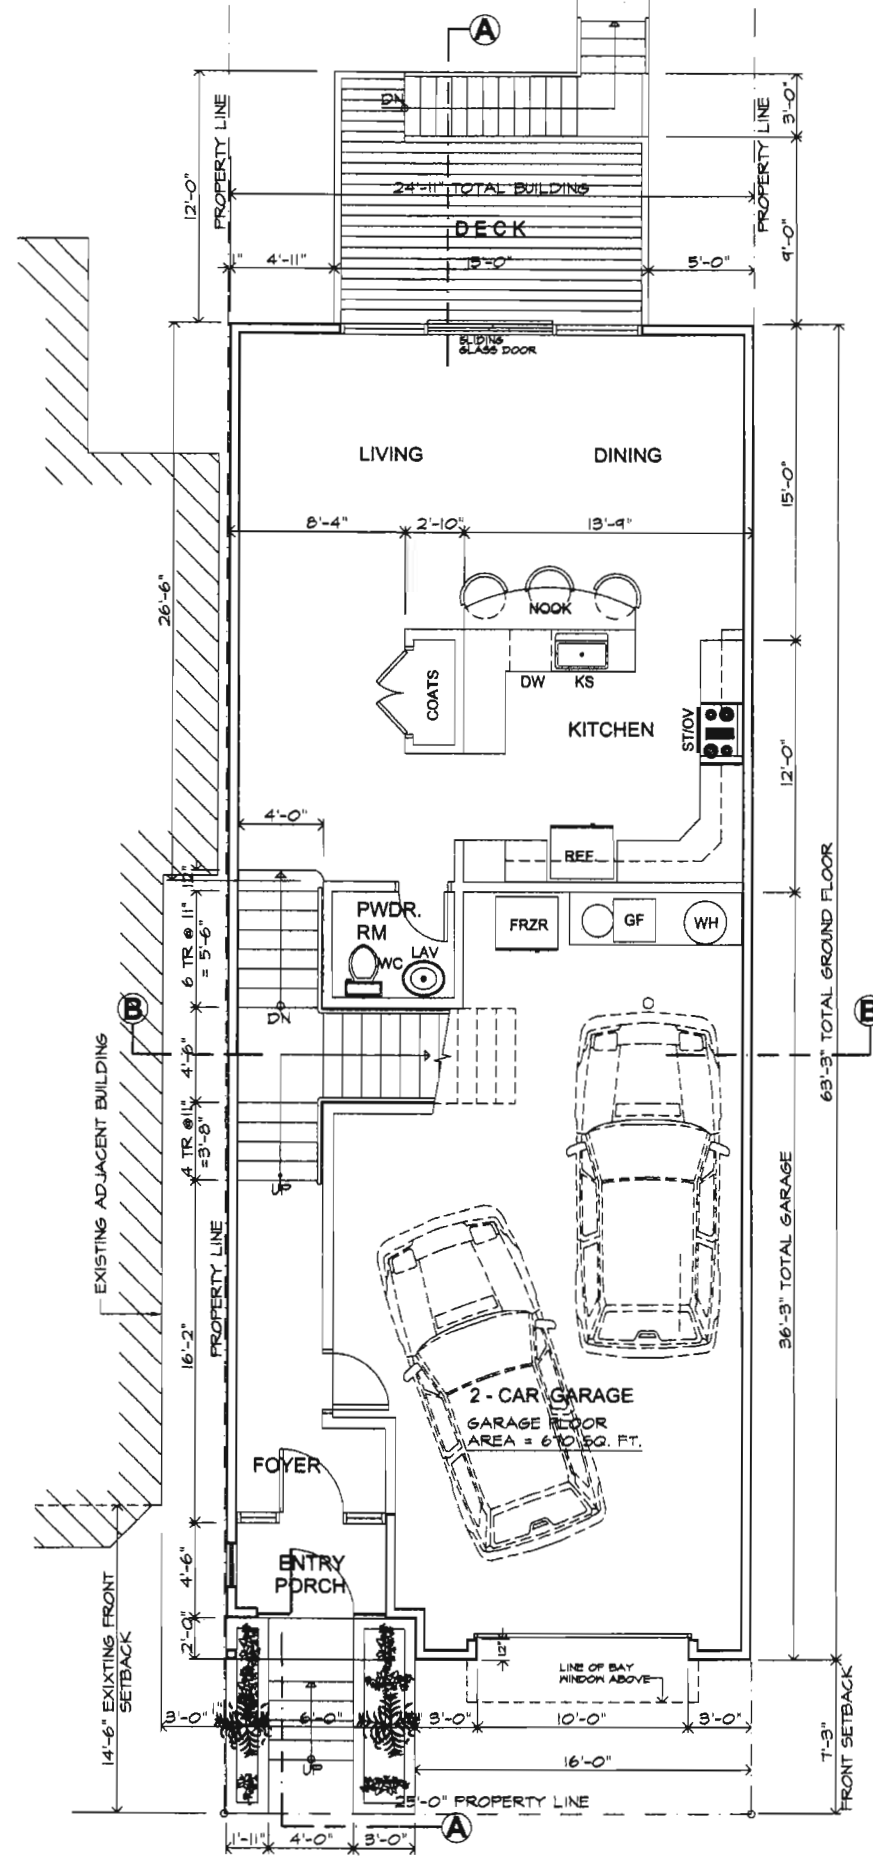 A
DN
3'-0"
PROPERTY LINE
PROPERTY LINE
12'-0"
24'-11" TOTAL BUILDING
DECK
9'-0"
1"
4'-11"
15'-0"
5'-0"
SLIDING
GLASS DOOR
LIVING
DINING
15'-0"
8'-4"
2'-10"
13'-9"
26'-6"
NOOK
COATS
DW
KS
KITCHEN
ST/OV
12'-0"
4'-0"
REF
12"
PWDR.
RM
FRZR
GF
WH
WC
LAV
6 TR @ 11"
= 5'-6"
63'-3" TOTAL GROUND FLOOR
B
DN
4'-6"
EXISTING ADJACENT BUILDING
4 TR @ 11"
=3'-8"
UP
36'-3" TOTAL GARAGE
PROPERTY LINE
16'-2"
2 - CAR GARAGE
GARAGE FLOOR
AREA = 670 SQ. FT.
FOYER
ENTRY
PORCH
4'-6"
2'-0"
12"
14'-6" EXIXTING FRONT
SETBACK
LINE OF BAY
WINDOW ABOVE
3'-0"
6'-0"
3'-0"
10'-0"
3'-0"
7'-3"
FRONT SETBACK
UP
16'-0"
25'-0" PROPERTY LINE
A
1'-11"
4'-0"
3'-0"